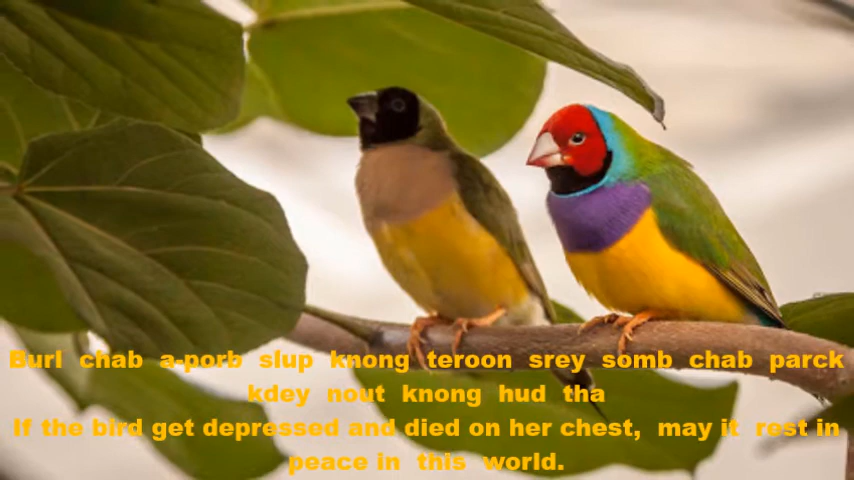 Burl chab a-porb slup knong teroon srey somb chab parck
kdey nout knong hud tha
If the bird get depressed and died on her chest, may it rest in
peace in this world.